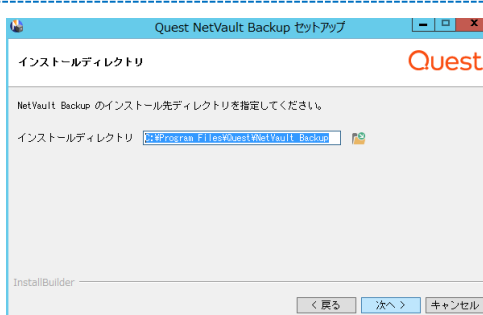 Quest NetVault Backup セットアップ
インストールディレクトリ
Quest
NetVault Backup のインストール先ディレクトリを指定してください。
インストールディレクトリ C:¥Program Files¥Quest¥NetVault Backup
InstallBuilder
< 戻る 次へ > キャンセル